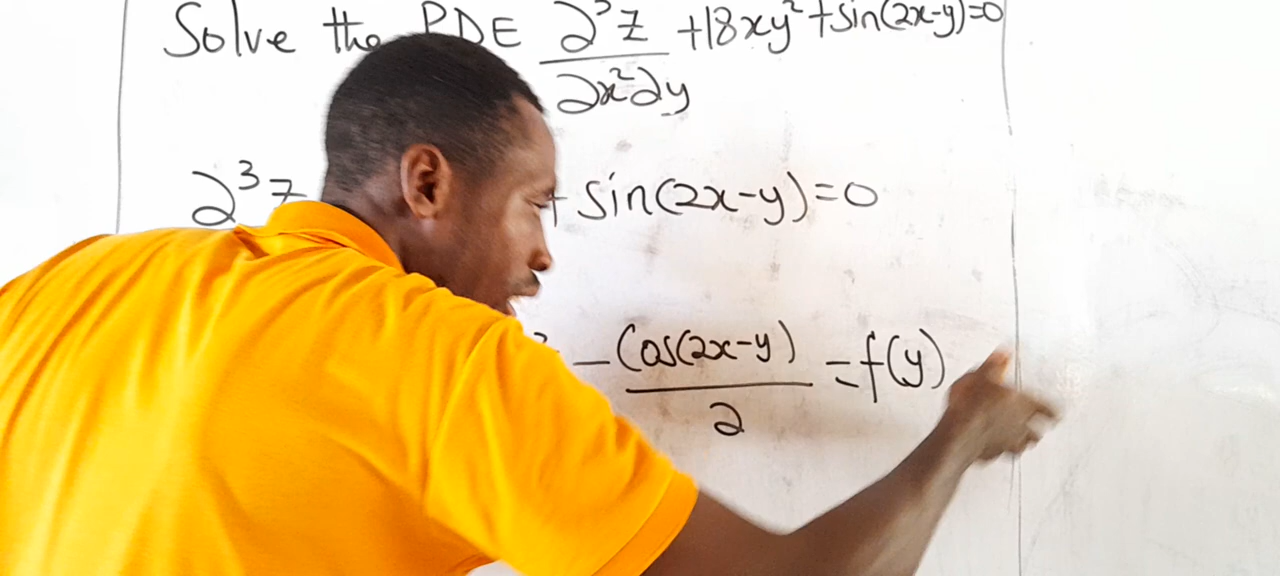 Solve the PDE ∂³z/∂x²∂y +18xy²+sin(2x-y)=0
∂³z + sin(2x-y)=0
- Cos(2x-y)/2 = f(y)